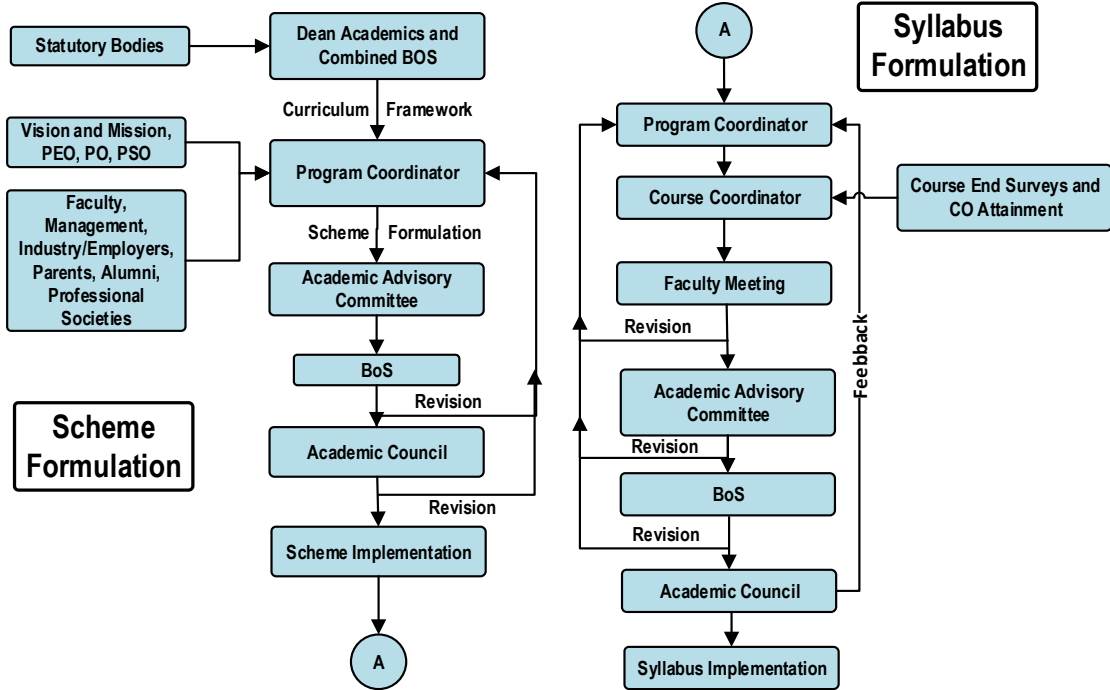 Statutory Bodies
Dean Academics and
Combined BOS
Curriculum Framework
Vision and Mission,
PEO, PO, PSO
Program Coordinator
Faculty,
Management,
Industry/Employers,
Parents, Alumni,
Professional
Societies
Scheme Formulation
Academic Advisory
Committee
BoS
Revision
Scheme
Formulation
Academic Council
Revision
Scheme Implementation
A
A
Syllabus
Formulation
Program Coordinator
Course Coordinator
Course End Surveys and
CO Attainment
Faculty Meeting
Revision
Feebback
Academic Advisory
Committee
Revision
BoS
Revision
Academic Council
Syllabus Implementation